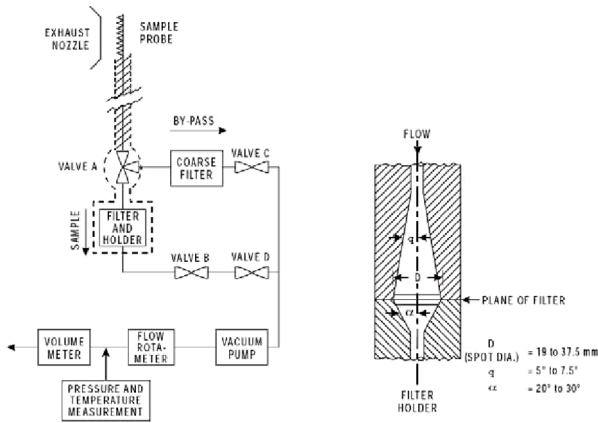 EXHAUST
NOZZLE
SAMPLE
PROBE
BY-PASS
VALVE A
COARSE
FILTER
VALVE C
SAMPLE
FILTER
AND
HOLDER
VALVE B
VALVE D
VOLUME
METER
FLOW
ROTA-
METER
VACUUM
PUMP
PRESSURE AND
TEMPERATURE
MEASUREMENT
FLOW
q
D
α
PLANE OF FILTER
D
(SPOT DIA.) = 19 to 37.5 mm
q = 5° to 7.5°
α = 20° to 30°
FILTER
HOLDER